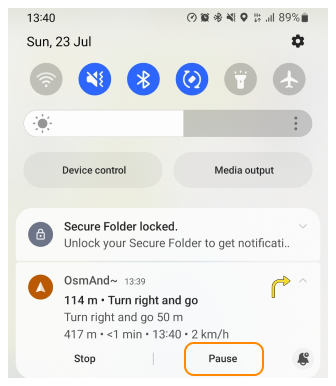 13:40
89%
Sun, 23 Jul
Device control
Media output
Secure Folder locked.
Unlock your Secure Folder to get notificati..
OsmAnd~ 13:39
114 m • Turn right and go
Turn right and go 50 m
417 m • <1 min • 13:40 • 2 km/h
Stop
Pause